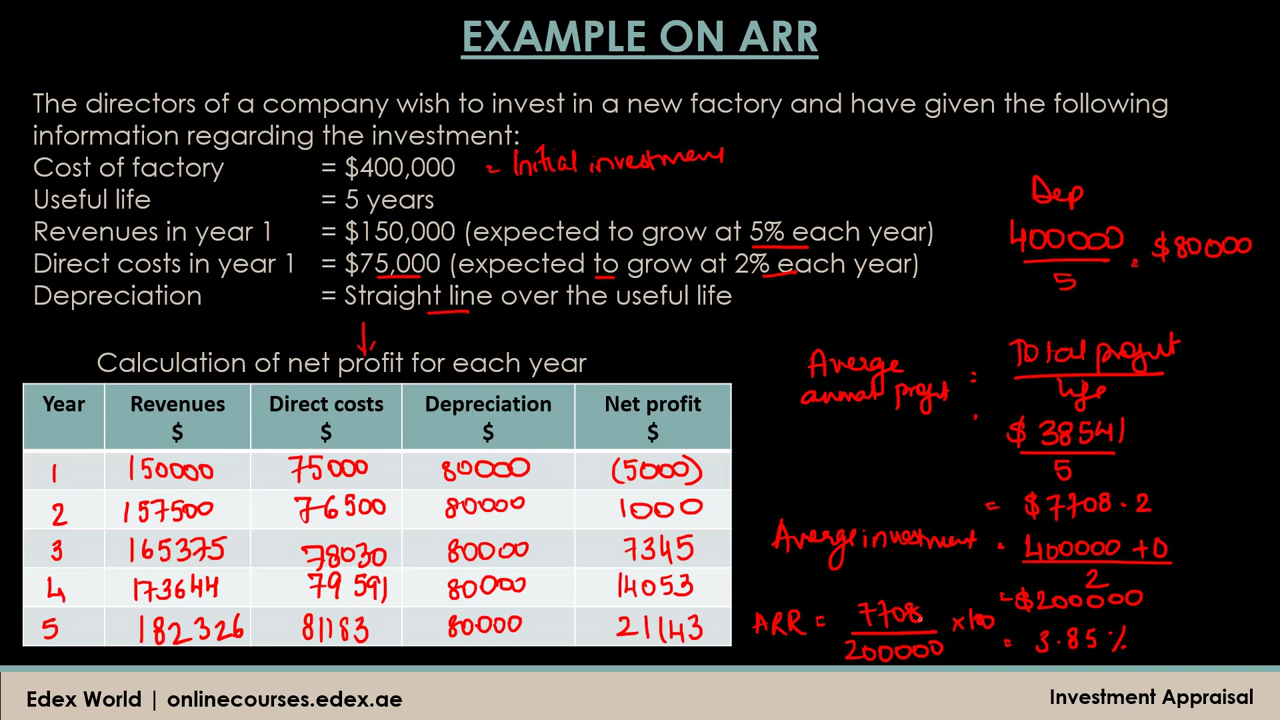 EXAMPLE ON ARR
The directors of a company wish to invest in a new factory and have given the following
information regarding the investment:
Cost of factory = $400,000 = Initial investment
Useful life = 5 years
Revenues in year 1 = $150,000 (expected to grow at 5% each year)
Direct costs in year 1 = $75,000 (expected to grow at 2% each year)
Depreciation = Straight line over the useful life
Dep
400000 = $80000
5
Calculation of net profit for each year
Year Revenues Direct costs Depreciation Net profit
$ $ $ $
1 150000 75000 80000 (5000)
2 157500 76500 80000 1000
3 165375 78030 80000 7345
4 173644 79591 80000 14053
5 182326 81183 80000 21143
Average
annual profit = Total profit
life
= $38541
5
= $7708.2
Average investment = 400000 + 0
2
= $200000
ARR = 7708 x100
200000
= 3.85%
Edex World | onlinecourses.edex.ae
Investment Appraisal